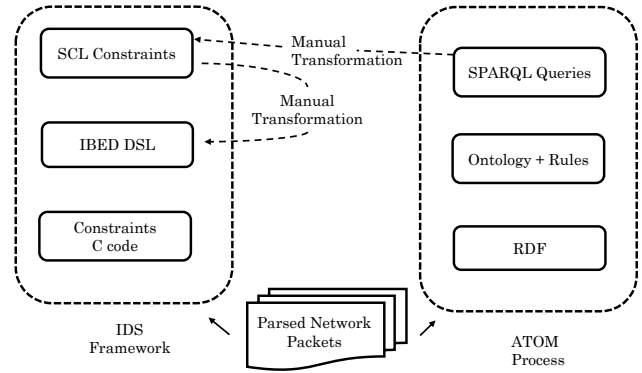 SCL Constraints
Manual
Transformation
SPARQL Queries
Manual
Transformation
IBED DSL
Ontology + Rules
Constraints
C code
RDF
Parsed Network
Packets
IDS
Framework
ATOM
Process